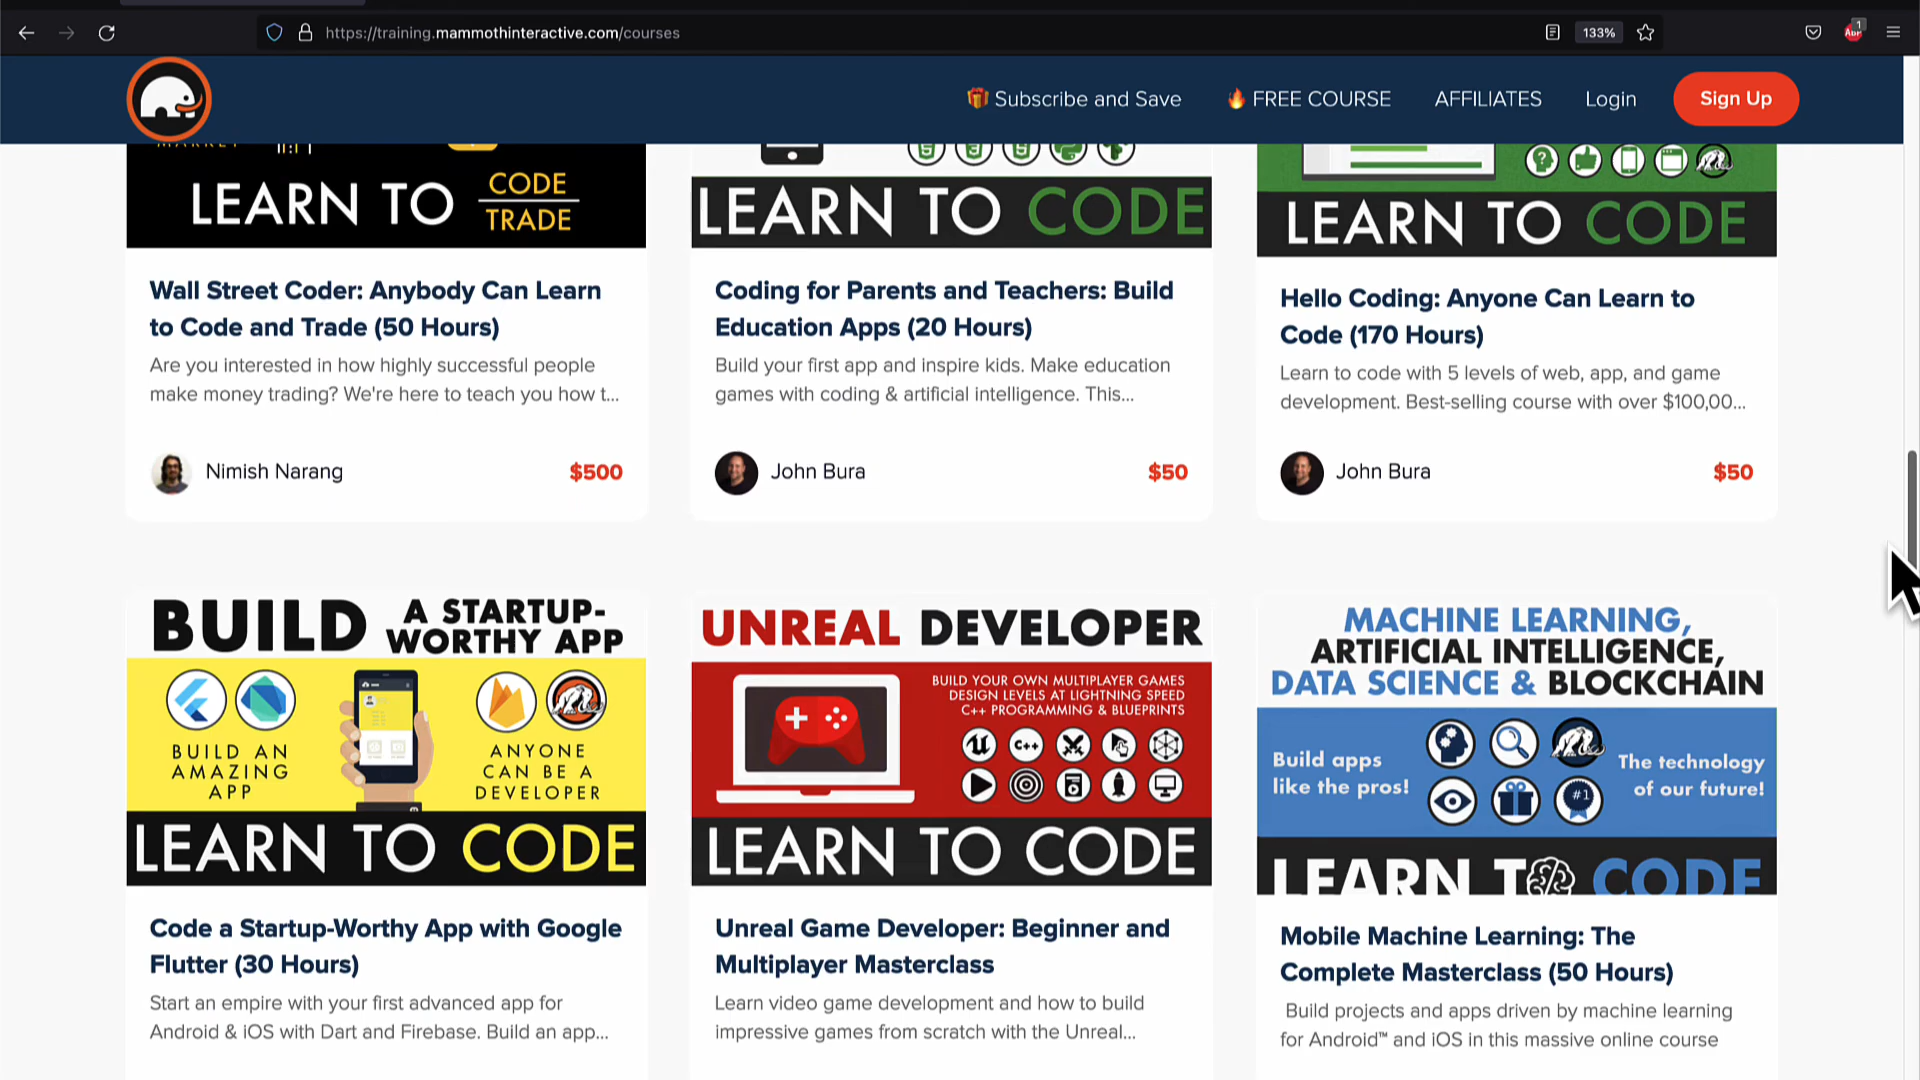 https://training.mammothinteractive.com/courses
133%
1
ABP
Subscribe and Save
FREE COURSE
AFFILIATES
Login
Sign Up
LEARN TO CODE
TRADE
LEARN TO CODE
LEARN TO CODE
Wall Street Coder: Anybody Can Learn
to Code and Trade (50 Hours)
Are you interested in how highly successful people
make money trading? We're here to teach you how t...
Nimish Narang
$500
Coding for Parents and Teachers: Build
Education Apps (20 Hours)
Build your first app and inspire kids. Make education
games with coding & artificial intelligence. This...
John Bura
$50
Hello Coding: Anyone Can Learn to
Code (170 Hours)
Learn to code with 5 levels of web, app, and game
development. Best-selling course with over $100,00...
John Bura
$50
BUILD A STARTUP-
WORTHY APP
BUILD AN
AMAZING
APP
ANYONE
CAN BE A
DEVELOPER
LEARN TO CODE
Code a Startup-Worthy App with Google
Flutter (30 Hours)
Start an empire with your first advanced app for
Android & iOS with Dart and Firebase. Build an app...
UNREAL DEVELOPER
BUILD YOUR OWN MULTIPLAYER GAMES
DESIGN LEVELS AT LIGHTNING SPEED
C++ PROGRAMMING & BLUEPRINTS
C++
LEARN TO CODE
Unreal Game Developer: Beginner and
Multiplayer Masterclass
Learn video game development and how to build
impressive games from scratch with the Unreal...
MACHINE LEARNING,
ARTIFICIAL INTELLIGENCE,
DATA SCIENCE & BLOCKCHAIN
Build apps
like the pros!
The technology
of our future!
#1
LEARN TO CODE
Mobile Machine Learning: The
Complete Masterclass (50 Hours)
Build projects and apps driven by machine learning
for Android™ and iOS in this massive online course